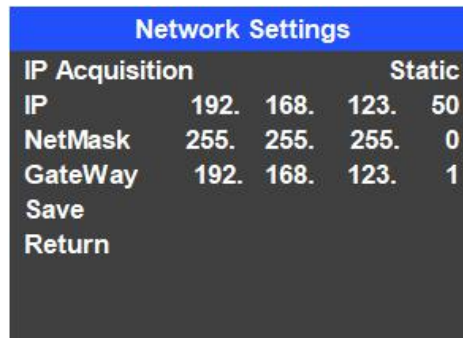 Network Settings
IP Acquisition Static
IP 192. 168. 123. 50
NetMask 255. 255. 255. 0
GateWay 192. 168. 123. 1
Save
Return